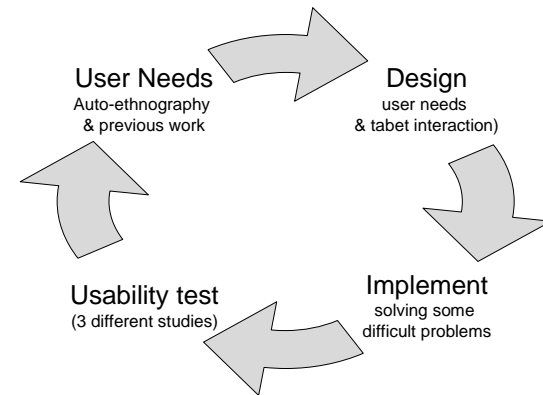 User Needs
Auto-ethnography
& previous work
Design
user needs
& tabet interaction)
Implement
solving some
difficult problems
Usability test
(3 different studies)